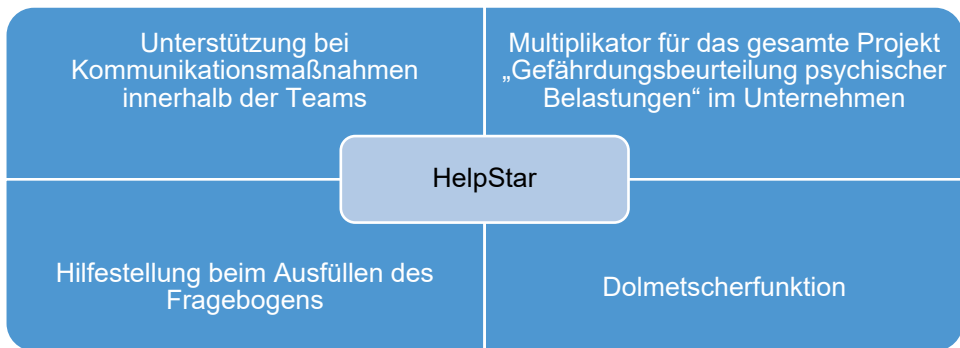 Unterstützung bei
Kommunikationsmaßnahmen
innerhalb der Teams
Multiplikator für das gesamte Projekt
„Gefährdungsbeurteilung psychischer
Belastungen“ im Unternehmen
HelpStar
Hilfestellung beim Ausfüllen des
Fragebogens
Dolmetscherfunktion